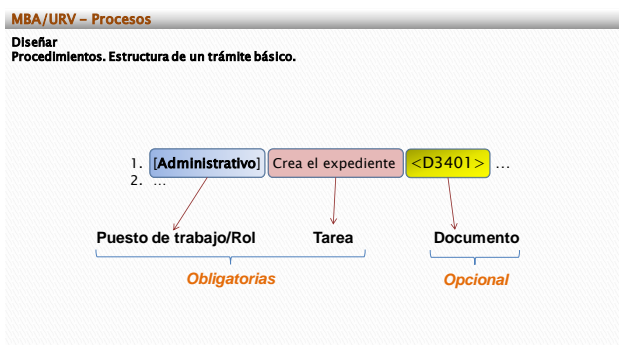 MBA/URV – Procesos
Diseñar
Procedimientos. Estructura de un trámite básico.
1. [Administrativo] Crea el expediente <D3401> ...
2. ...
Puesto de trabajo/Rol Tarea Documento
Obligatorias Opcional